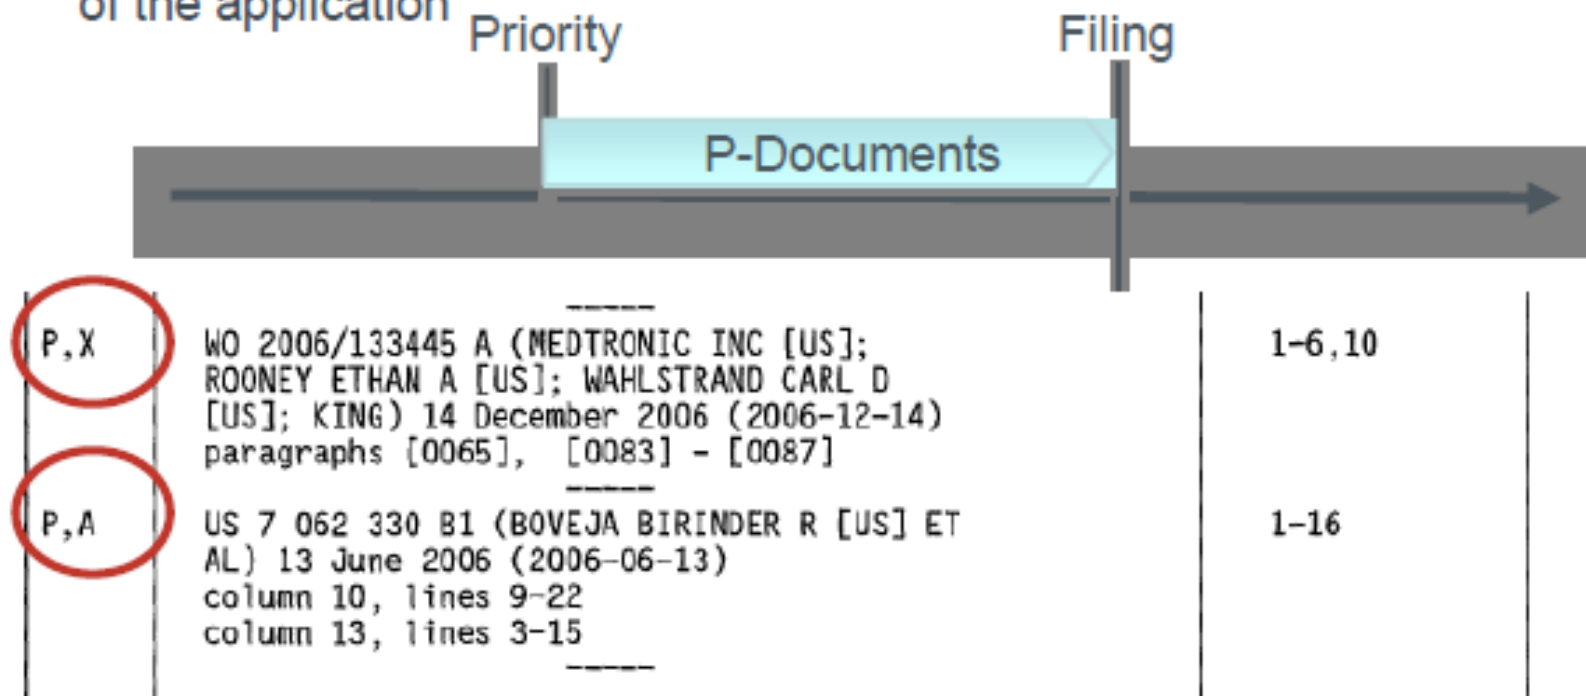 of the application
Priority
Filing
P-Documents
P,X WO 2006/133445 A (MEDTRONIC INC [US]; 1-6,10
ROONEY ETHAN A [US]; WAHLSTRAND CARL D
[US]; KING) 14 December 2006 (2006-12-14)
paragraphs [0065], [0083] - [0087]
-----
P,A US 7 062 330 B1 (BOVEJA BIRINDER R [US] ET 1-16
AL) 13 June 2006 (2006-06-13)
column 10, lines 9-22
column 13, lines 3-15
-----